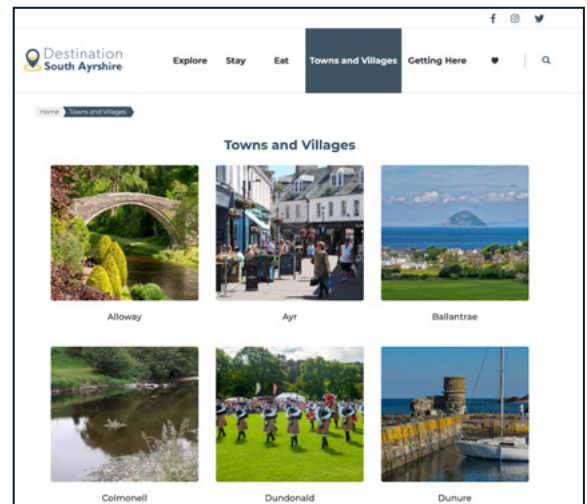 Destination
South Ayrshire
Explore Stay Eat Towns and Villages Getting Here
Home Towns and Villages
Towns and Villages
Alloway Ayr Ballantrae
Colmonell Dundonald Dunure